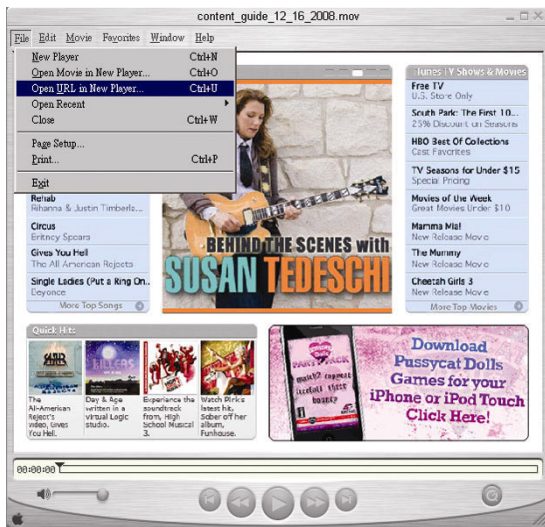 content_guide_12_16_2008.mov
File Edit Movie Favorites Window Help
New Player Ctrl+N
Open Movie in New Player... Ctrl+O
Open URL in New Player... Ctrl+U
Open Recent
Close Ctrl+W
Page Setup...
Print... Ctrl+P
Exit
Rehab
Rihanna & Justin Timberla...
Circus
Britney Spears
Gives You Hell
The All American Rejects
Single Ladies (Put a Ring On..
Beyonce
More Top Songs
BEHIND THE SCENES with
SUSAN TEDESCHI
iTunes TV Shows & Movies
Free TV
U.S. Store Only
South Park: The First 10...
25% Discount on Seasons
HBO Best Of Collections
Cast Favorites
TV Seasons for Under $15
Special Pricing
Movies of the Week
Great Movies Under $10
Mamma Mia!
New Release Movie
The Mummy
New Release Movie
Cheetah Girls 3
New Release Movie
More Top Movies
Quick Hits
The
All-American
Reject's
video, Gives
You Hell.
Day & Age
written in a
virtual Logic
studio.
Experience the
soundtrack
from, High
School Musical
3.
Watch Pink's
latest hit,
Sober off her
album,
Funhouse.
Download
Pussycat Dolls
Games for your
iPhone or iPod Touch
Click Here!
00:00:00